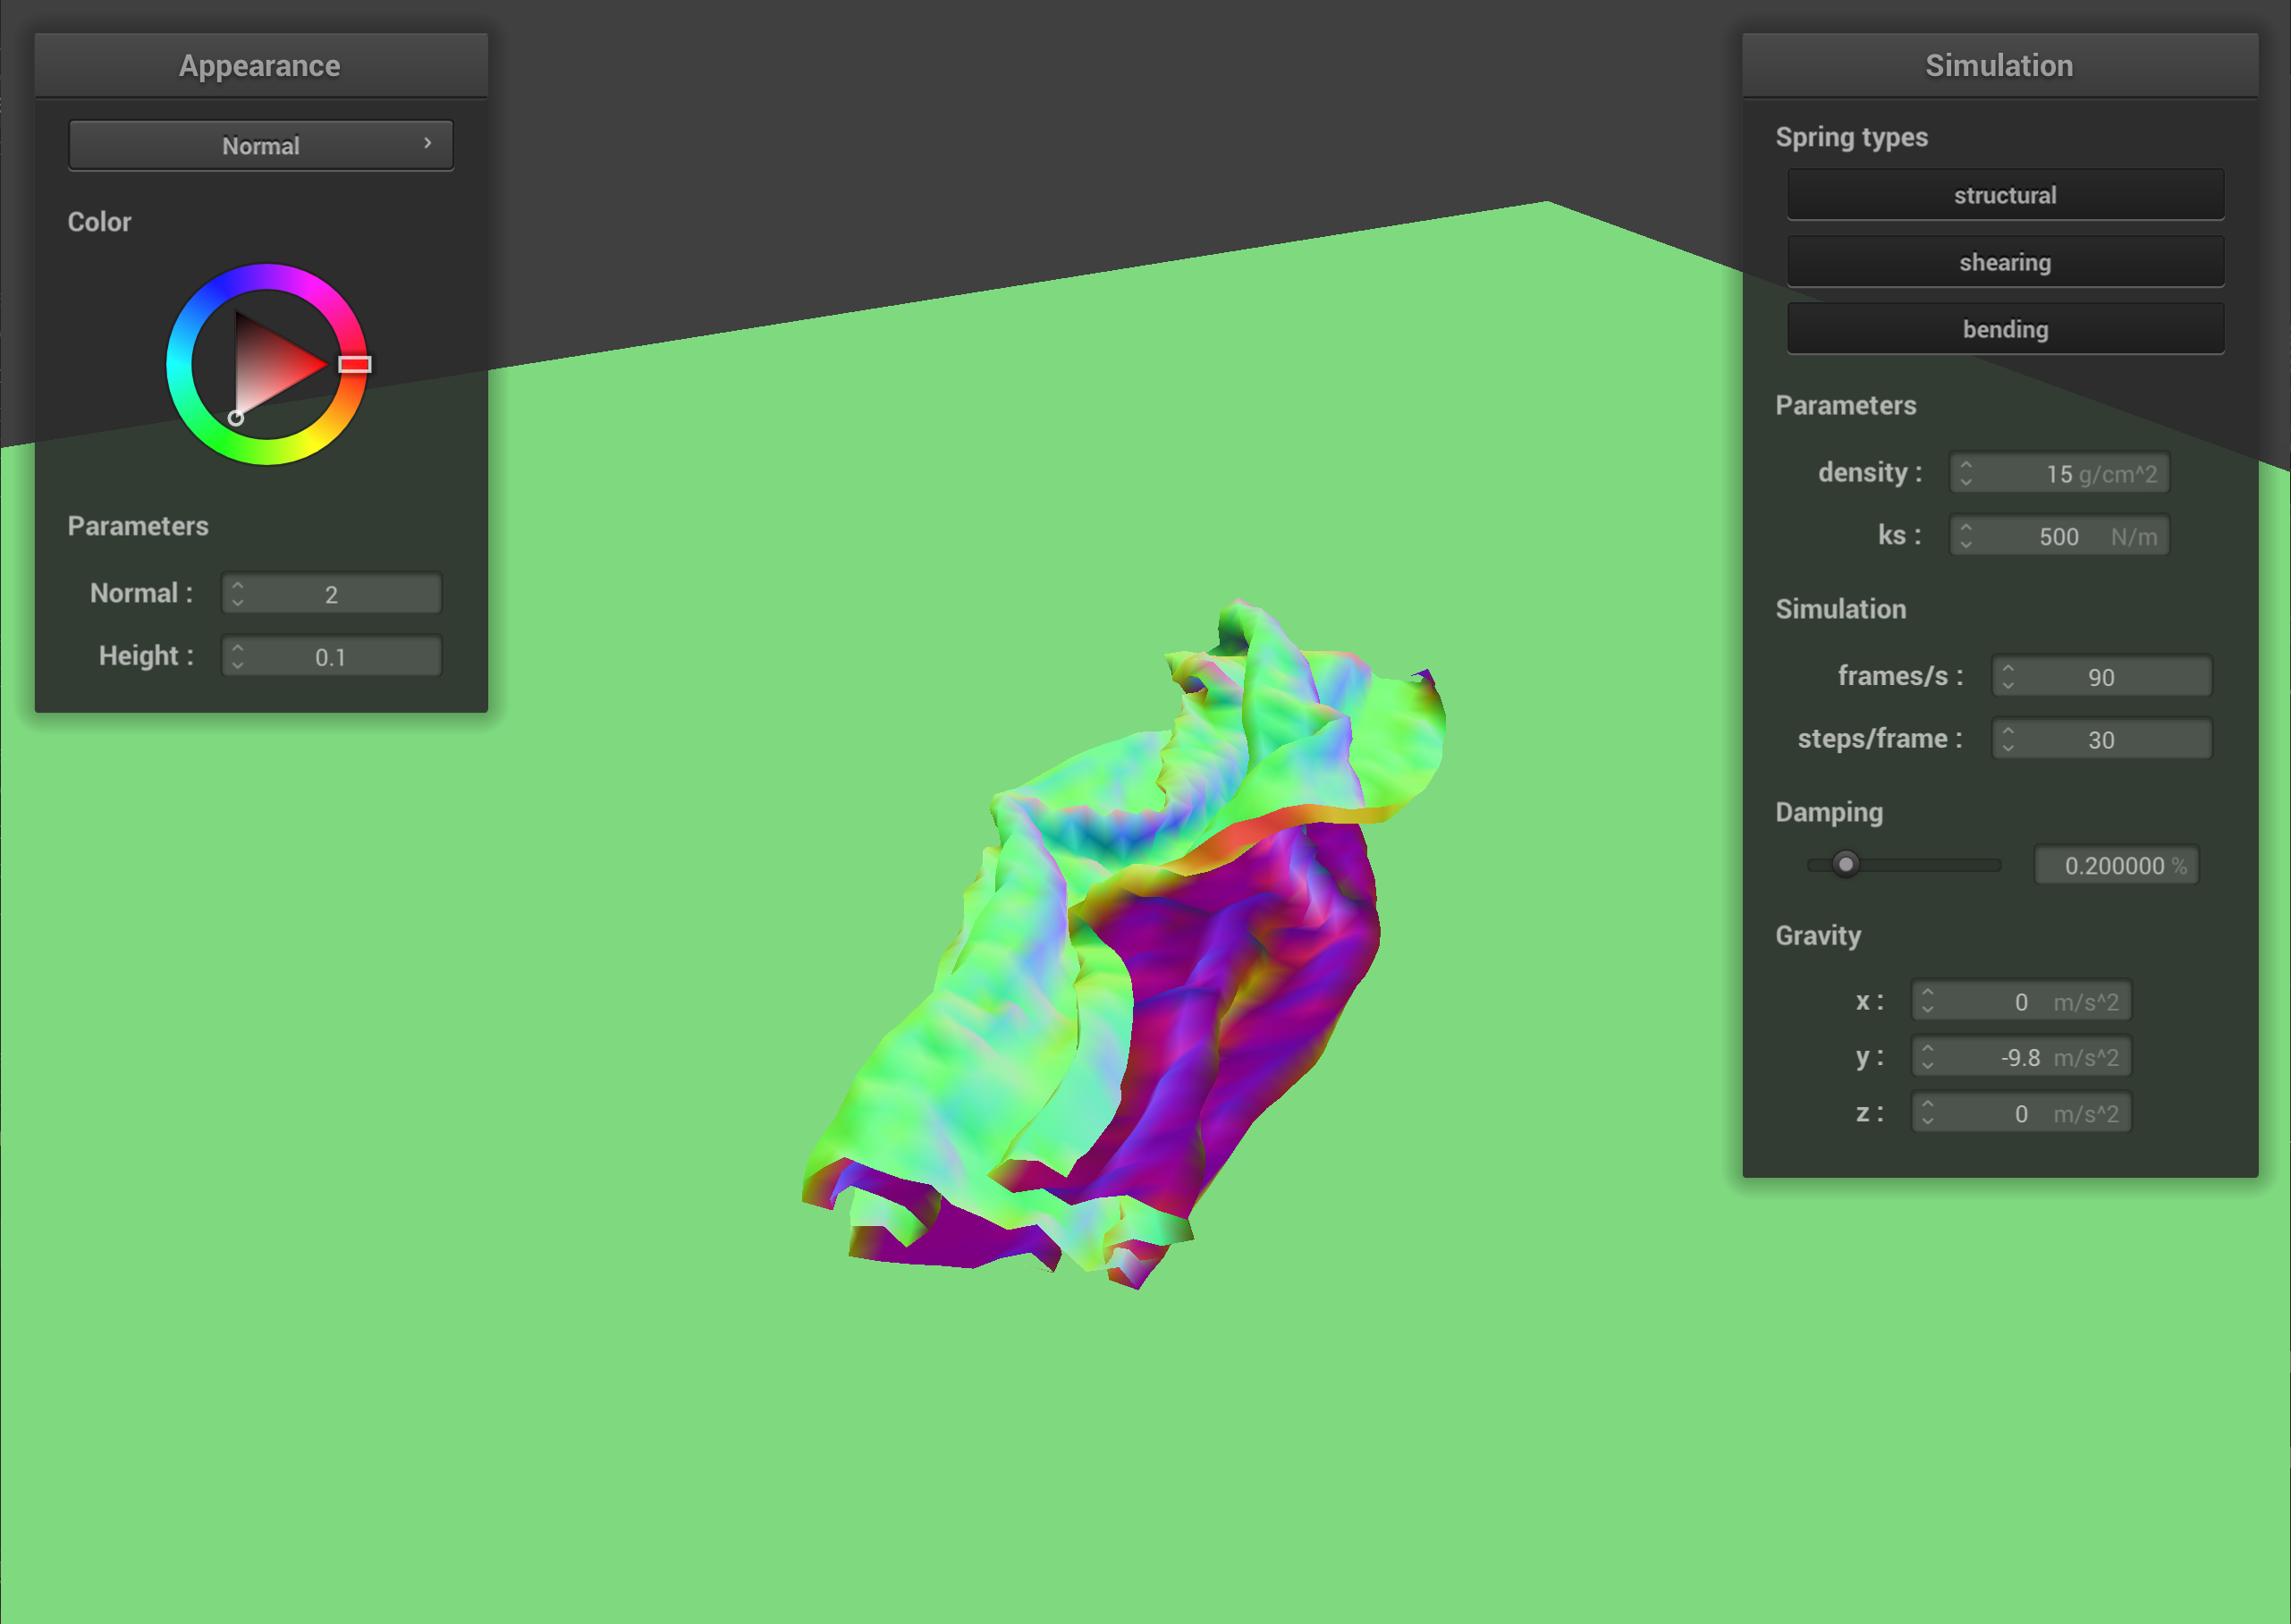 Appearance
Normal
Color
Parameters
Normal : 2
Height : 0.1
Simulation
Spring types
structural
shearing
bending
Parameters
density : 15 g/cm^2
ks : 500 N/m
Simulation
frames/s : 90
steps/frame : 30
Damping
0.200000 %
Gravity
x : 0 m/s^2
y : -9.8 m/s^2
z : 0 m/s^2